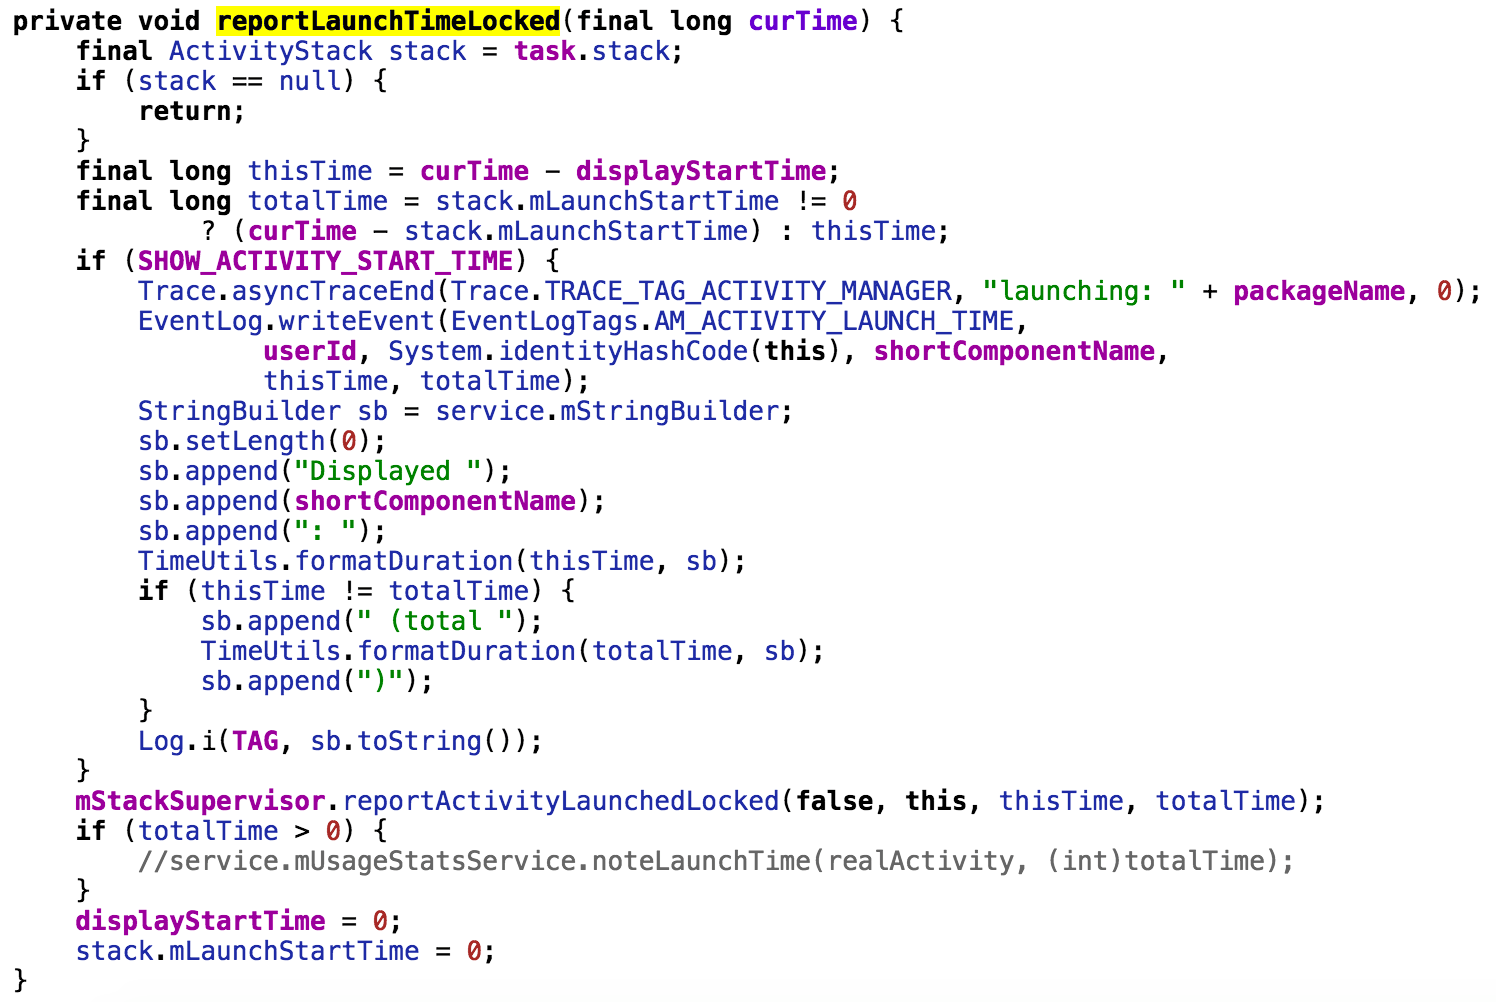 private void reportLaunchTimeLocked(final long curTime) {
    final ActivityStack stack = task.stack;
    if (stack == null) {
        return;
    }
    final long thisTime = curTime - displayStartTime;
    final long totalTime = stack.mLaunchStartTime != 0
            ? (curTime - stack.mLaunchStartTime) : thisTime;
    if (SHOW_ACTIVITY_START_TIME) {
        Trace.asyncTraceEnd(Trace.TRACE_TAG_ACTIVITY_MANAGER, "launching: " + packageName, 0);
        EventLog.writeEvent(EventLogTags.AM_ACTIVITY_LAUNCH_TIME,
                userId, System.identityHashCode(this), shortComponentName,
                thisTime, totalTime);
        StringBuilder sb = service.mStringBuilder;
        sb.setLength(0);
        sb.append("Displayed ");
        sb.append(shortComponentName);
        sb.append(": ");
        TimeUtils.formatDuration(thisTime, sb);
        if (thisTime != totalTime) {
            sb.append(" (total ");
            TimeUtils.formatDuration(totalTime, sb);
            sb.append(")");
        }
        Log.i(TAG, sb.toString());
    }
    mStackSupervisor.reportActivityLaunchedLocked(false, this, thisTime, totalTime);
    if (totalTime > 0) {
        //service.mUsageStatsService.noteLaunchTime(realActivity, (int)totalTime);
    }
    displayStartTime = 0;
    stack.mLaunchStartTime = 0;
}